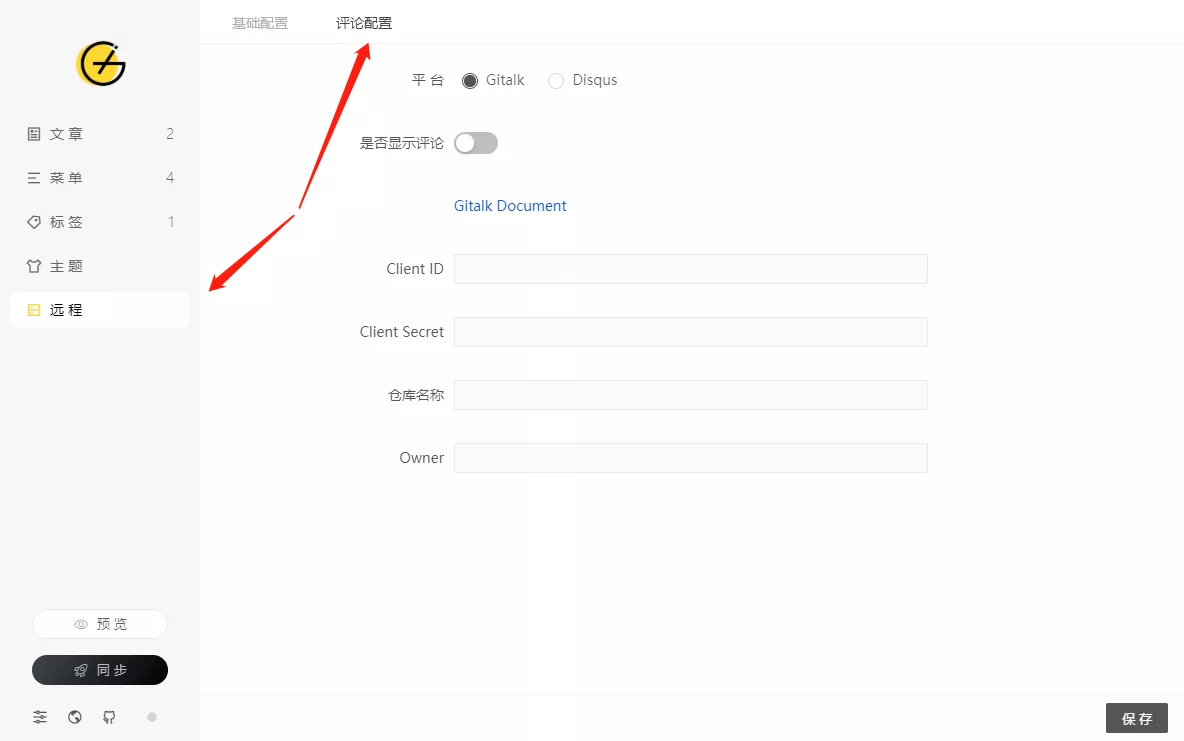 基础配置 评论配置
文章 2
菜单 4
标签 1
主题
远程
预览
同步
平台 Gitalk Disqus
是否显示评论
Gitalk Document
Client ID
Client Secret
仓库名称
Owner
保存